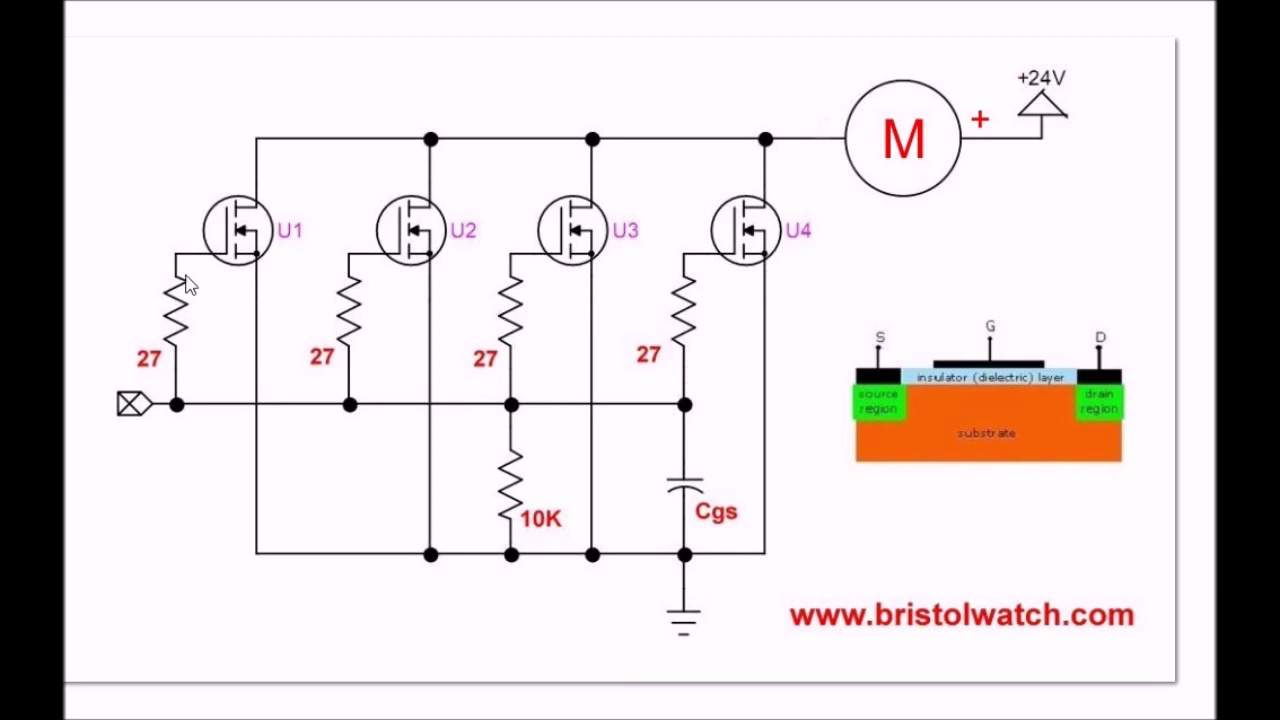 +24V
M
+
U1
U2
U3
U4
27
27
27
27
S
G
D
insulator (dielectric) layer
source
region
drain
region
substrate
10K
Cgs
www.bristolwatch.com